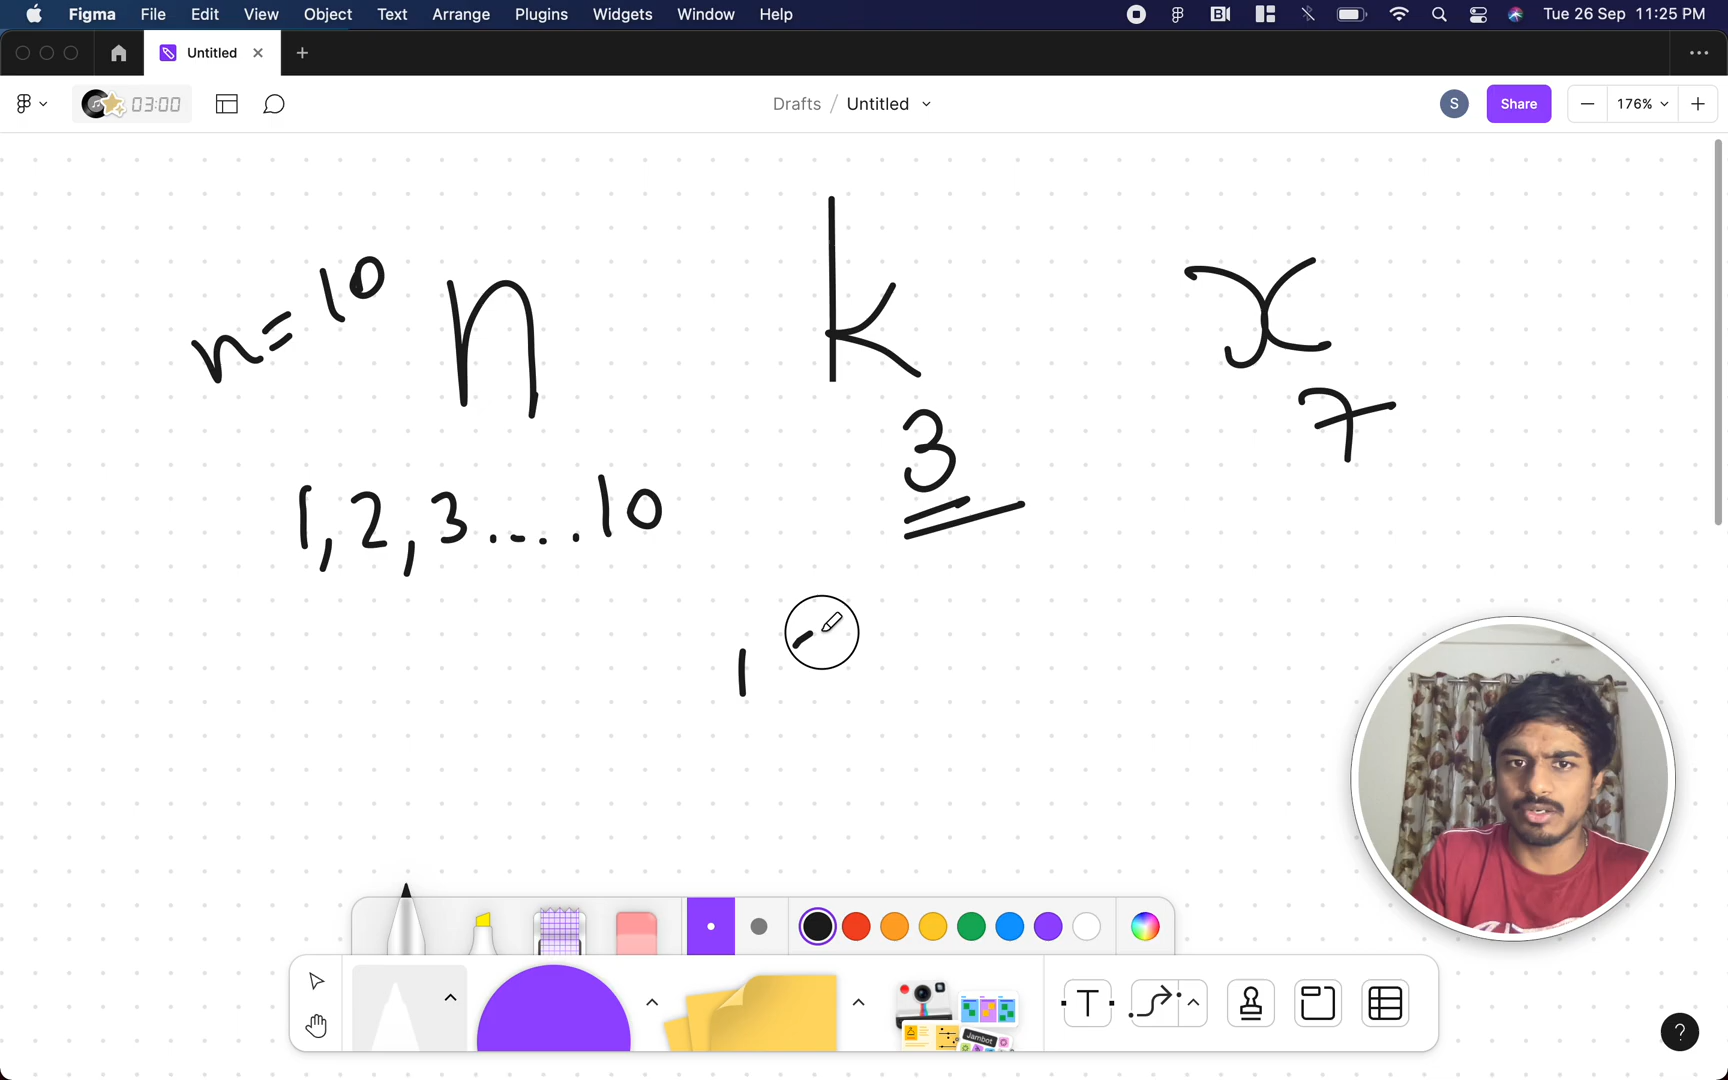 Figma File Edit View Object Text Arrange Plugins Widgets Window Help Tue 26 Sep 11:25 PM
Untitled
03:00 Drafts / Untitled S Share 176%
n=10 n k x
3 7
1, 2, 3.....10
1
T
Jambot
?